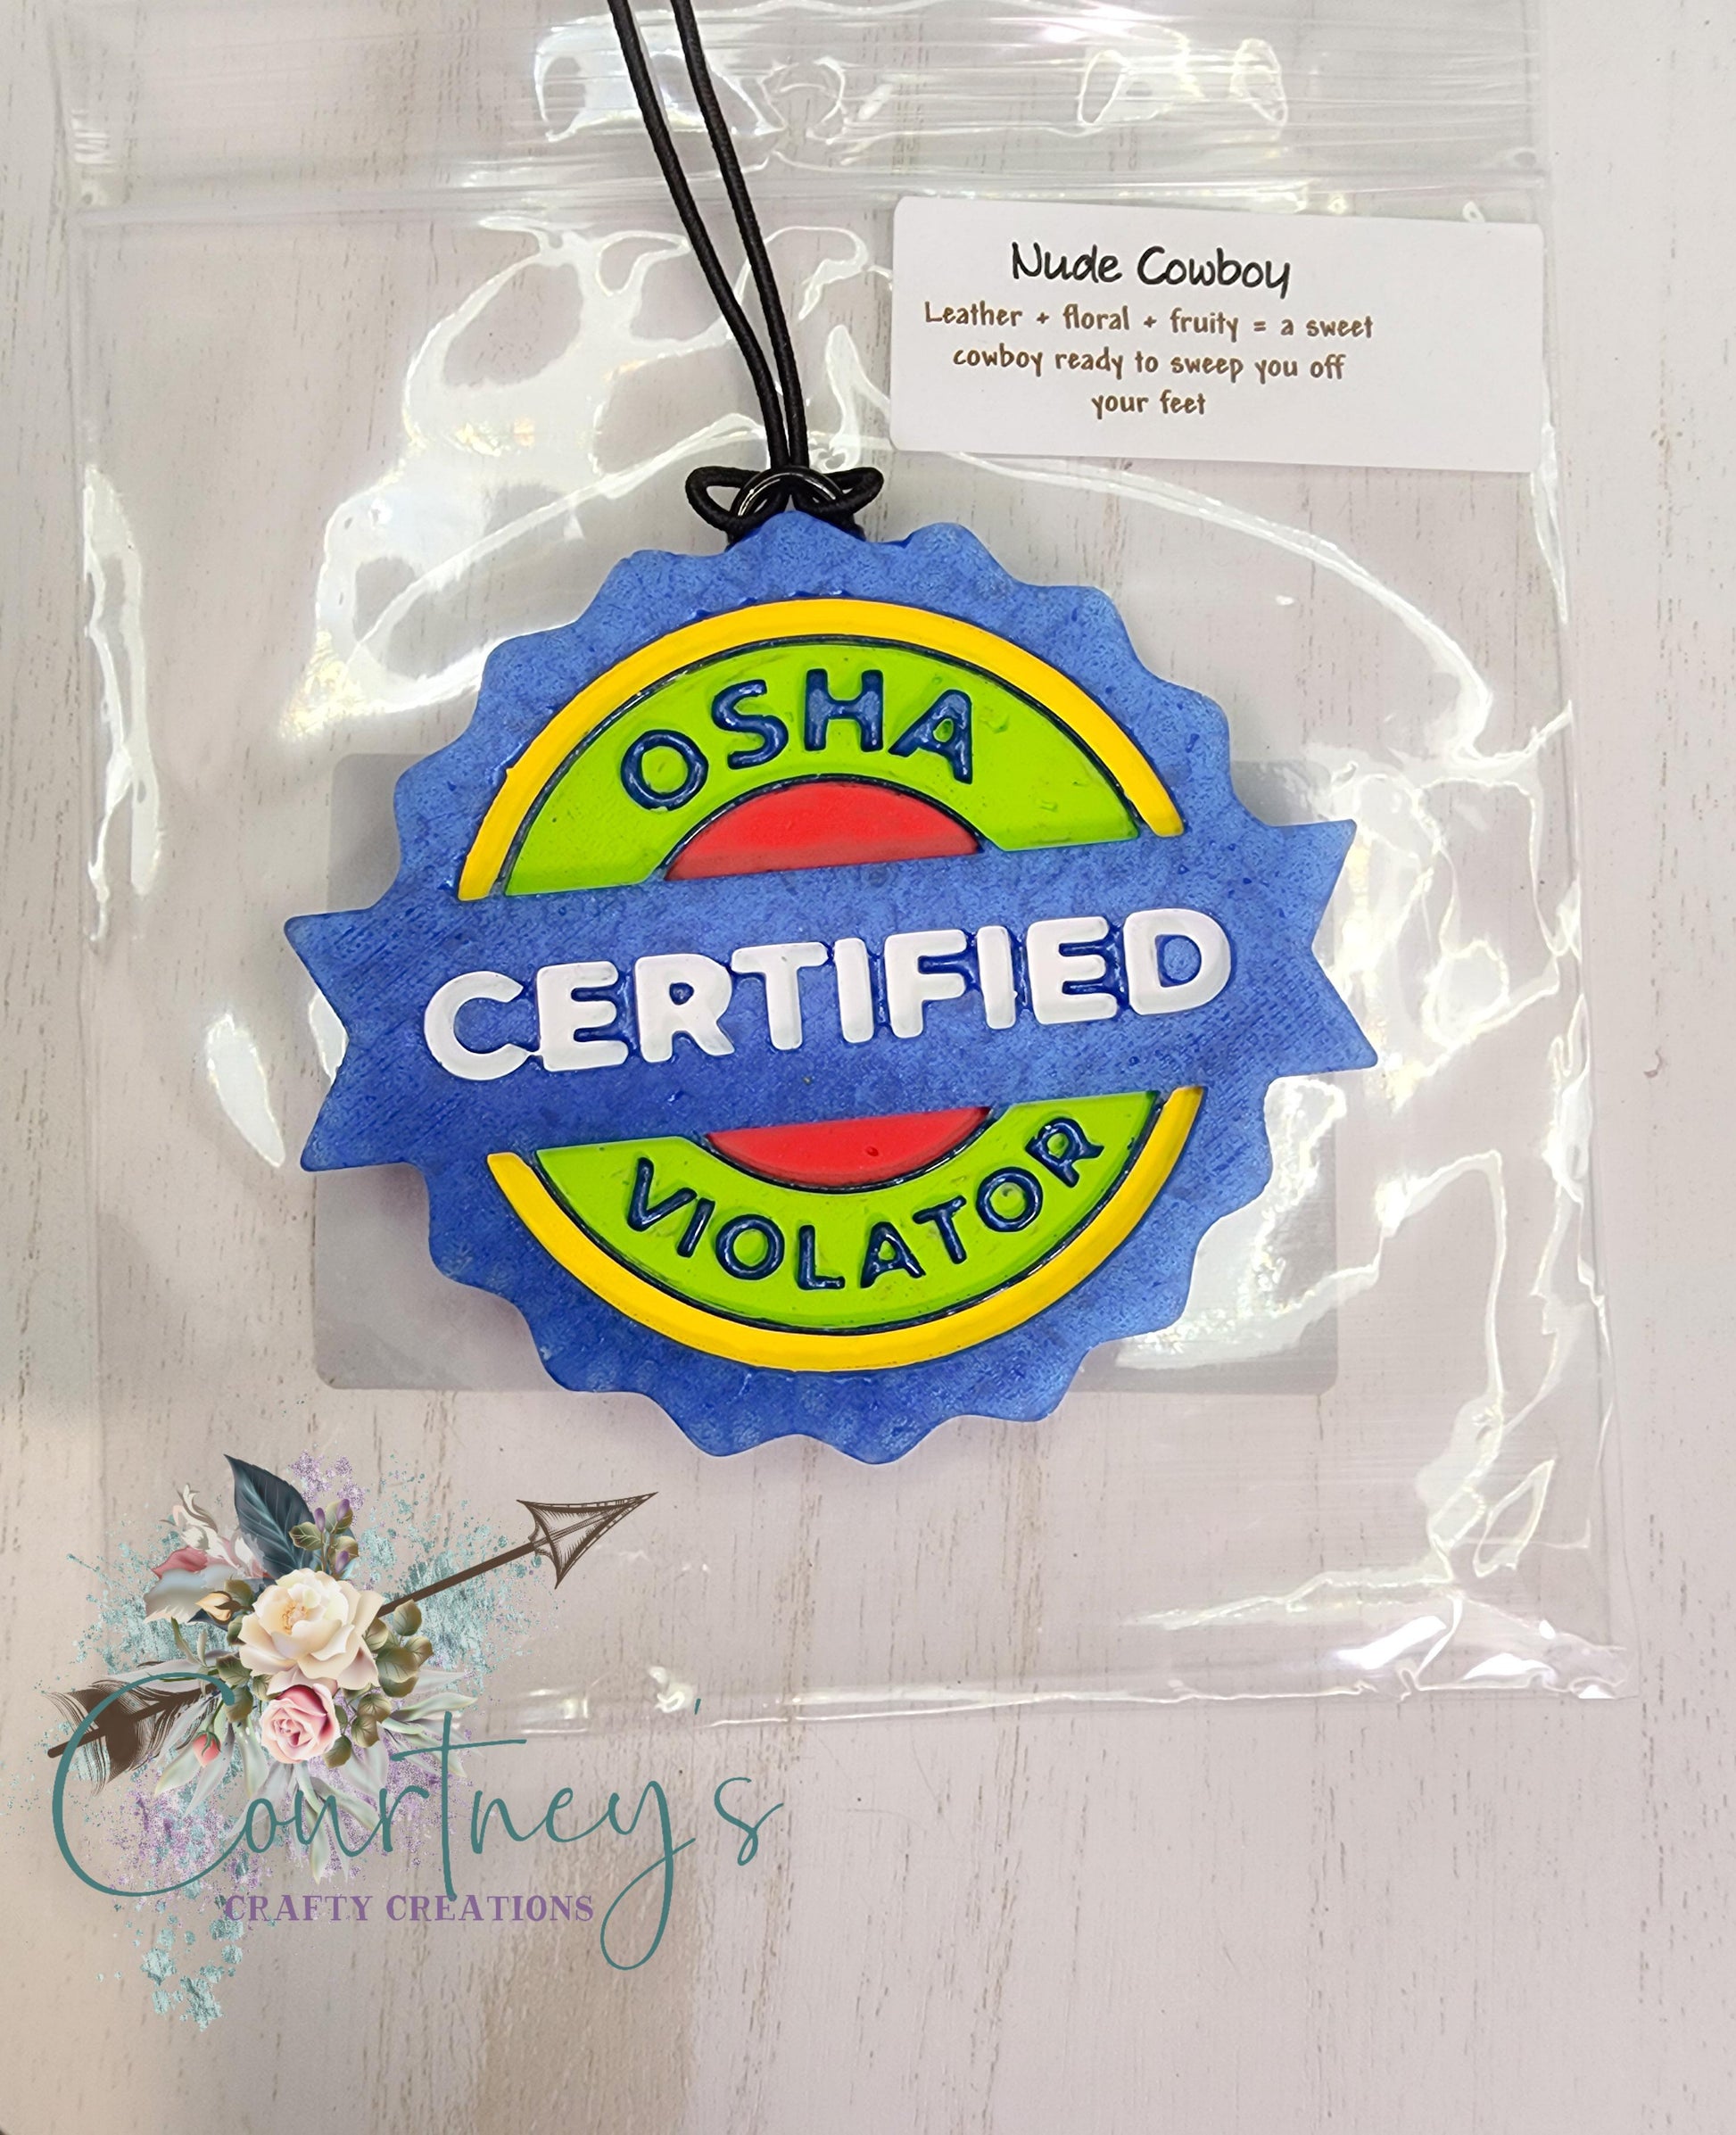 Nude Cowboy
Leather + floral + fruity = a sweet
cowboy ready to sweep you off
your feet
OSHA
CERTIFIED
VIOLATOR
Courtney's
CRAFTY CREATIONS